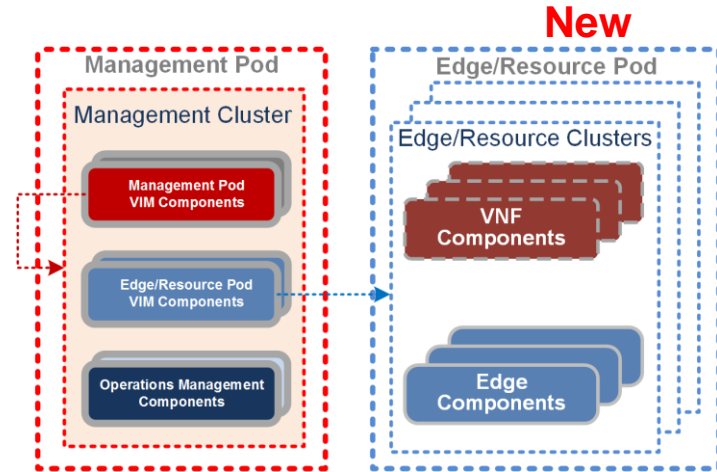 New
Management Pod
Edge/Resource Pod
Management Cluster
Edge/Resource Clusters
Management Pod
VIM Components
VNF
Components
Edge/Resource Pod
VIM Components
Operations Management
Components
Edge
Components